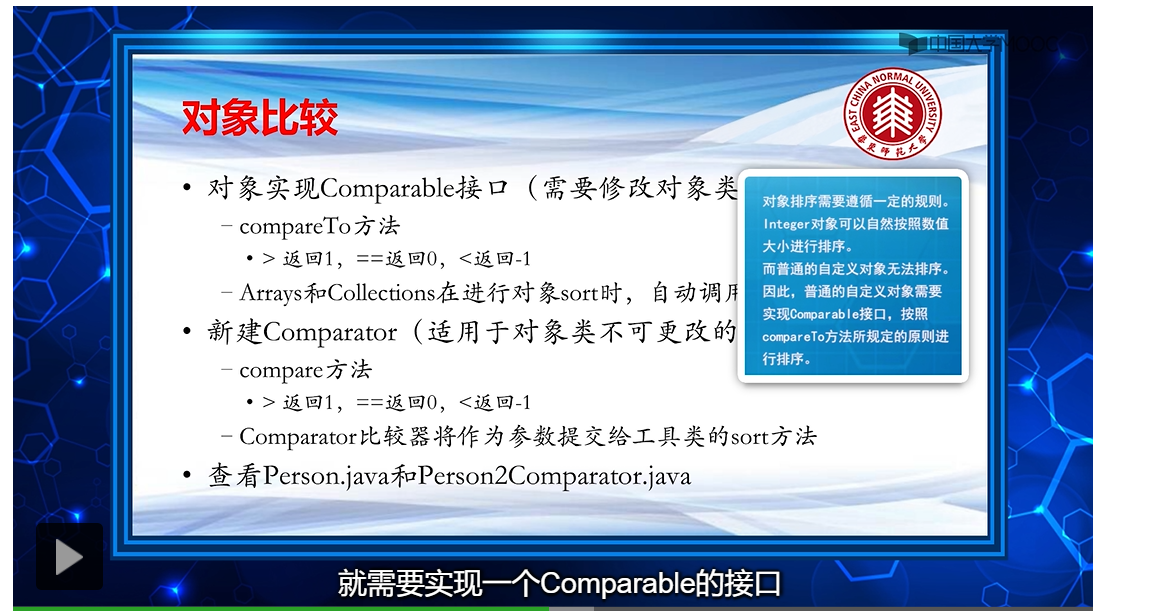 中国大学MOOC
对象比较
EAST CHINA NORMAL UNIVERSITY
华东师范大学
• 对象实现Comparable接口（需要修改对象类
– compareTo方法
• > 返回1，==返回0，<返回-1
– Arrays和Collections在进行对象sort时，自动调用
• 新建Comparator（适用于对象类不可更改的
– compare方法
• > 返回1，==返回0，<返回-1
– Comparator比较器将作为参数提交给工具类的sort方法
• 查看Person.java和Person2Comparator.java
对象排序需要遵循一定的规则。
Integer对象可以自然按照数值
大小进行排序。
而普通的自定义对象无法排序。
因此，普通的自定义对象需要
实现Comparable接口，按照
compareTo方法所规定的原则进
行排序。
就需要实现一个Comparable的接口